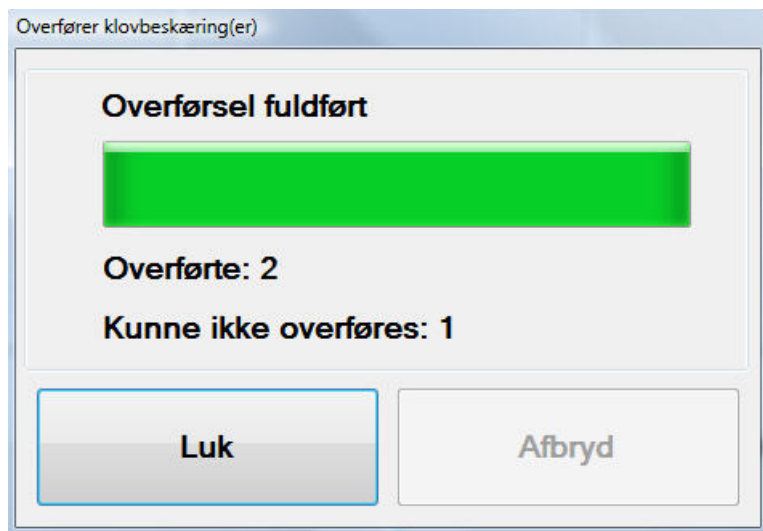 Overfører klovbeskæring(er)
Overførsel fuldført
Overførte: 2
Kunne ikke overføres: 1
Luk
Afbryd